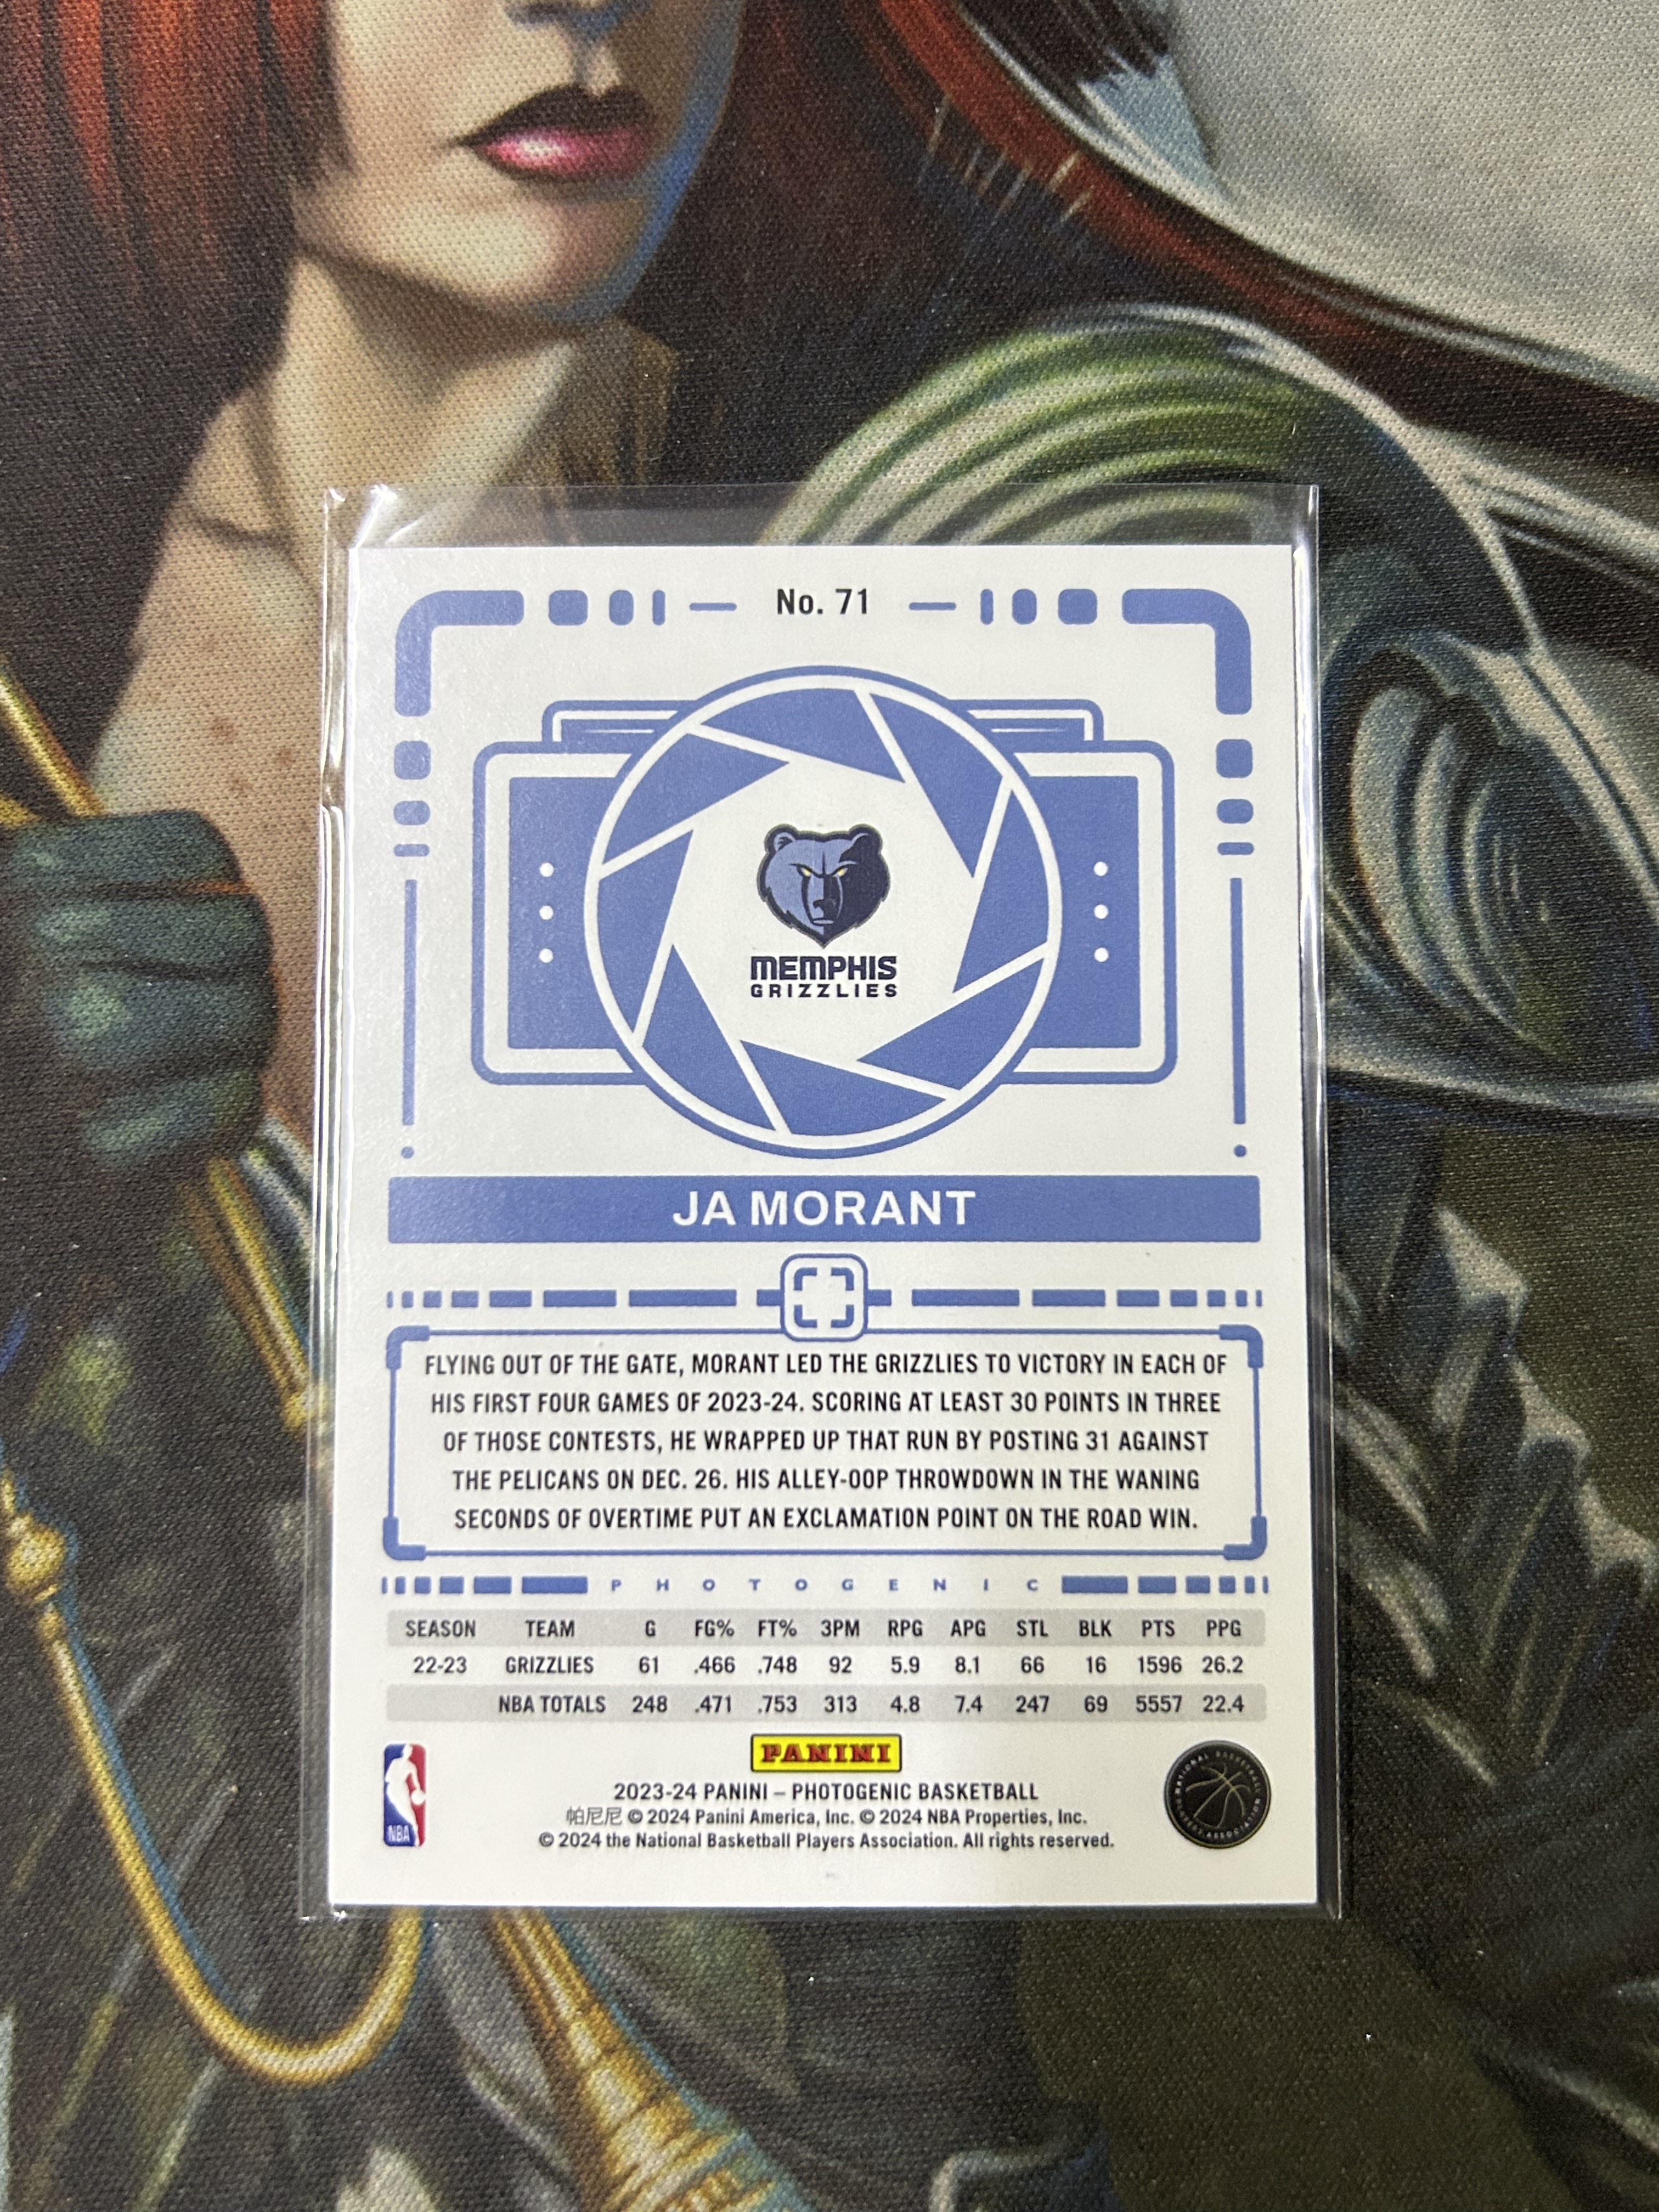 No. 71
MEMPHIS
GRIZZLIES
JA MORANT
FLYING OUT OF THE GATE, MORANT LED THE GRIZZLIES TO VICTORY IN EACH OF
HIS FIRST FOUR GAMES OF 2023-24. SCORING AT LEAST 30 POINTS IN THREE
OF THOSE CONTESTS, HE WRAPPED UP THAT RUN BY POSTING 31 AGAINST
THE PELICANS ON DEC. 26. HIS ALLEY-OOP THROWDOWN IN THE WANING
SECONDS OF OVERTIME PUT AN EXCLAMATION POINT ON THE ROAD WIN.
PHOTOGENIC
SEASON TEAM G FG% FT% 3PM RPG APG STL BLK PTS PPG
22-23 GRIZZLIES 61 .466 .748 92 5.9 8.1 66 16 1596 26.2
NBA TOTALS 248 .471 .753 313 4.8 7.4 247 69 5557 22.4
PANINI
2023-24 PANINI – PHOTOGENIC BASKETBALL
帕尼尼 © 2024 Panini America, Inc. © 2024 NBA Properties, Inc.
© 2024 the National Basketball Players Association. All rights reserved.
NBA
NATIONAL BASKETBALL PLAYERS ASSOCIATION